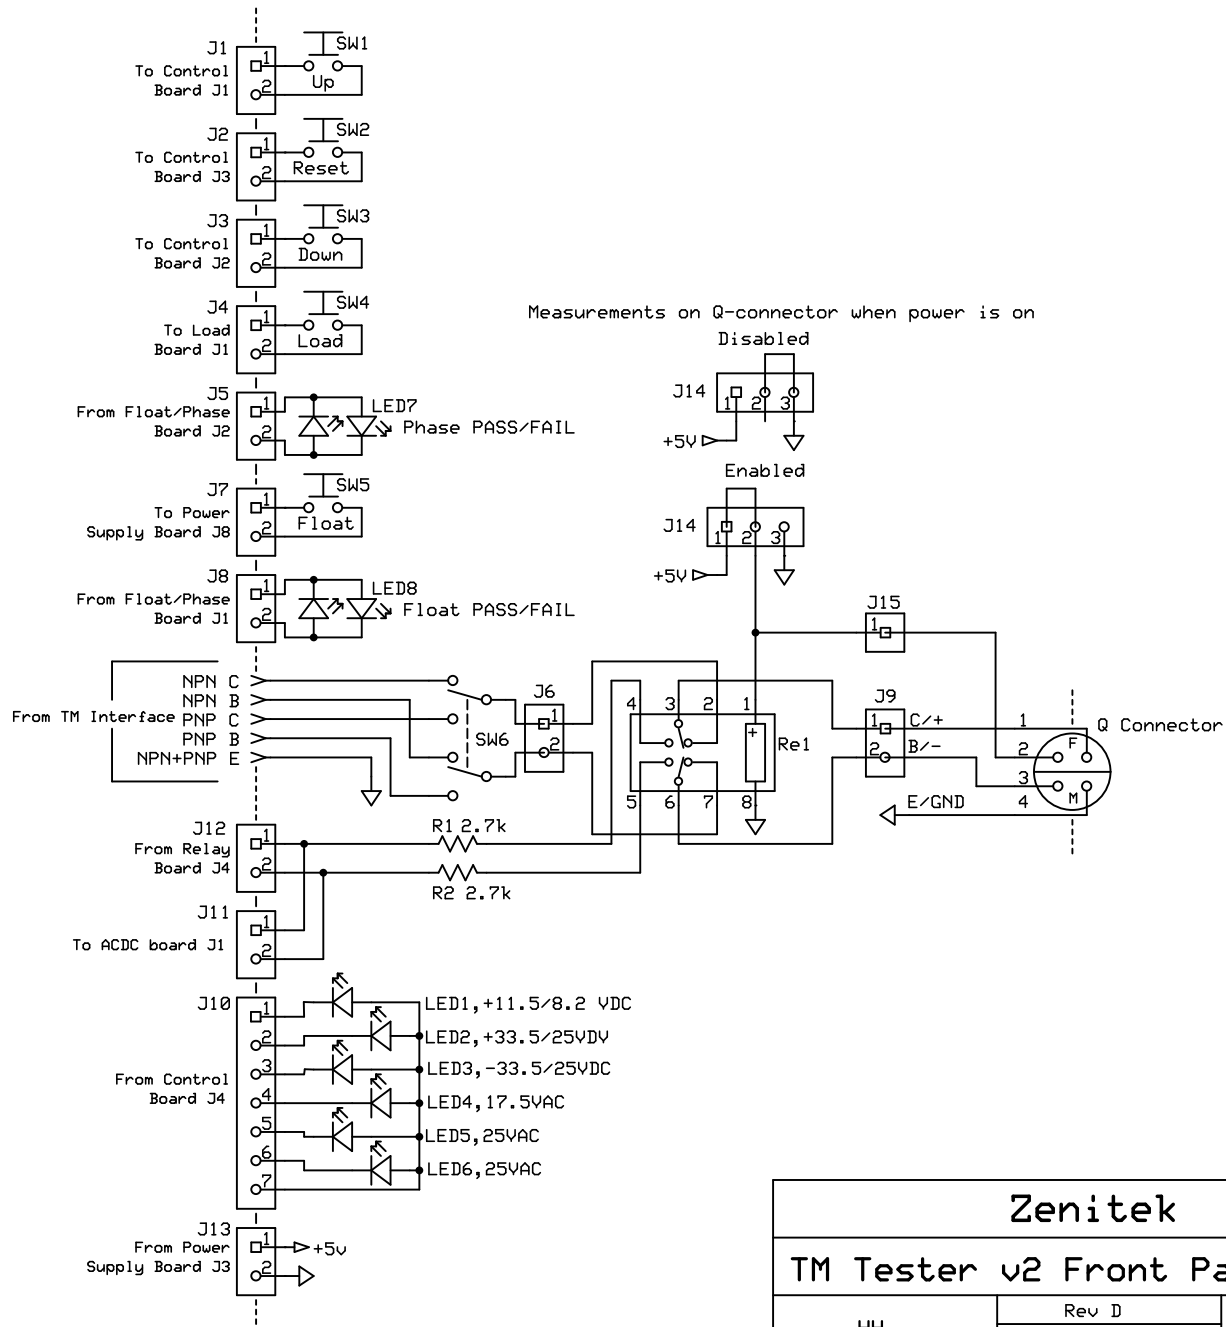 J1
1
SW1
To Control
Board J1
2
Up
J2
1
SW2
To Control
Board J3
2
Reset
J3
1
SW3
To Control
Board J2
2
Down
J4
1
SW4
To Load
Board J1
2
Load
J5
1
LED7
From Float/Phase
Board J2
2
Phase PASS/FAIL
J7
1
SW5
To Power
Supply Board J8
2
Float
J8
1
LED8
From Float/Phase
Board J1
2
Float PASS/FAIL
Measurements on Q-connector when power is on
Disabled
J14
1 2 3
+5V
Enabled
J14
1 2 3
+5V
J15
1
From TM Interface
NPN C
NPN B
PNP C
PNP B
NPN+PNP E
SW6
J6
1
2
4 3 2 1
+
Re1
5 6 7 8
J9
1 C/+
2 B/-
E/GND
1
2
3
4
F
M
Q Connector
J12
1
From Relay
Board J4
2
R1 2.7k
R2 2.7k
J11
1
To ACDC board J1
2
J10
1
2
3
4
5
6
7
From Control
Board J4
LED1,+11.5/8.2 VDC
LED2,+33.5/25VDV
LED3,-33.5/25VDC
LED4,17.5VAC
LED5,25VAC
LED6,25VAC
J13
1
From Power
Supply Board J3
2
+5v
Zenitek
TM Tester v2 Front Pa
Rev D